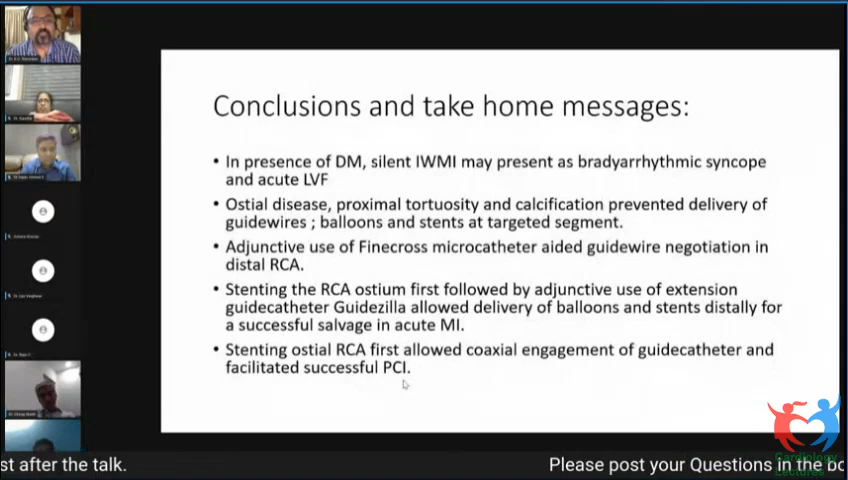 Conclusions and take home messages:
• In presence of DM, silent IWMI may present as bradyarrhythmic syncope
and acute LVF
• Ostial disease, proximal tortuosity and calcification prevented delivery of
guidewires ; balloons and stents at targeted segment.
• Adjunctive use of Finecross microcatheter aided guidewire negotiation in
distal RCA.
• Stenting the RCA ostium first followed by adjunctive use of extension
guidecatheter Guidezilla allowed delivery of balloons and stents distally for
a successful salvage in acute MI.
• Stenting ostial RCA first allowed coaxial engagement of guidecatheter and
facilitated successful PCI.
Cardiology
Lectures
st after the talk.
Please post your Questions in the bo